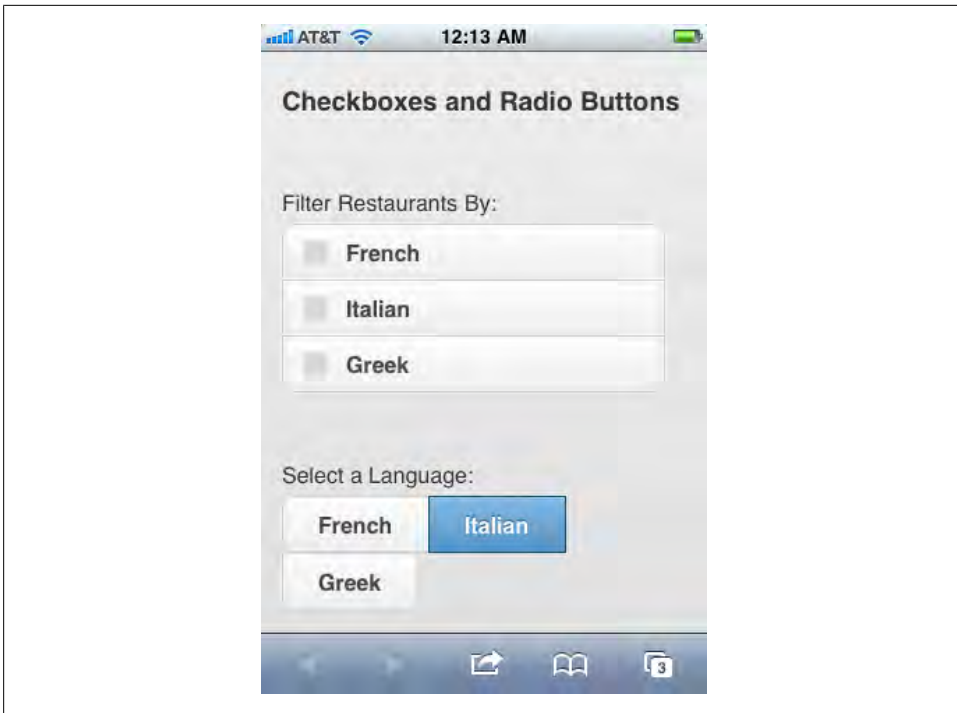 AT&T 12:13 AM
Checkboxes and Radio Buttons
Filter Restaurants By:
French
Italian
Greek
Select a Language:
French Italian
Greek
3